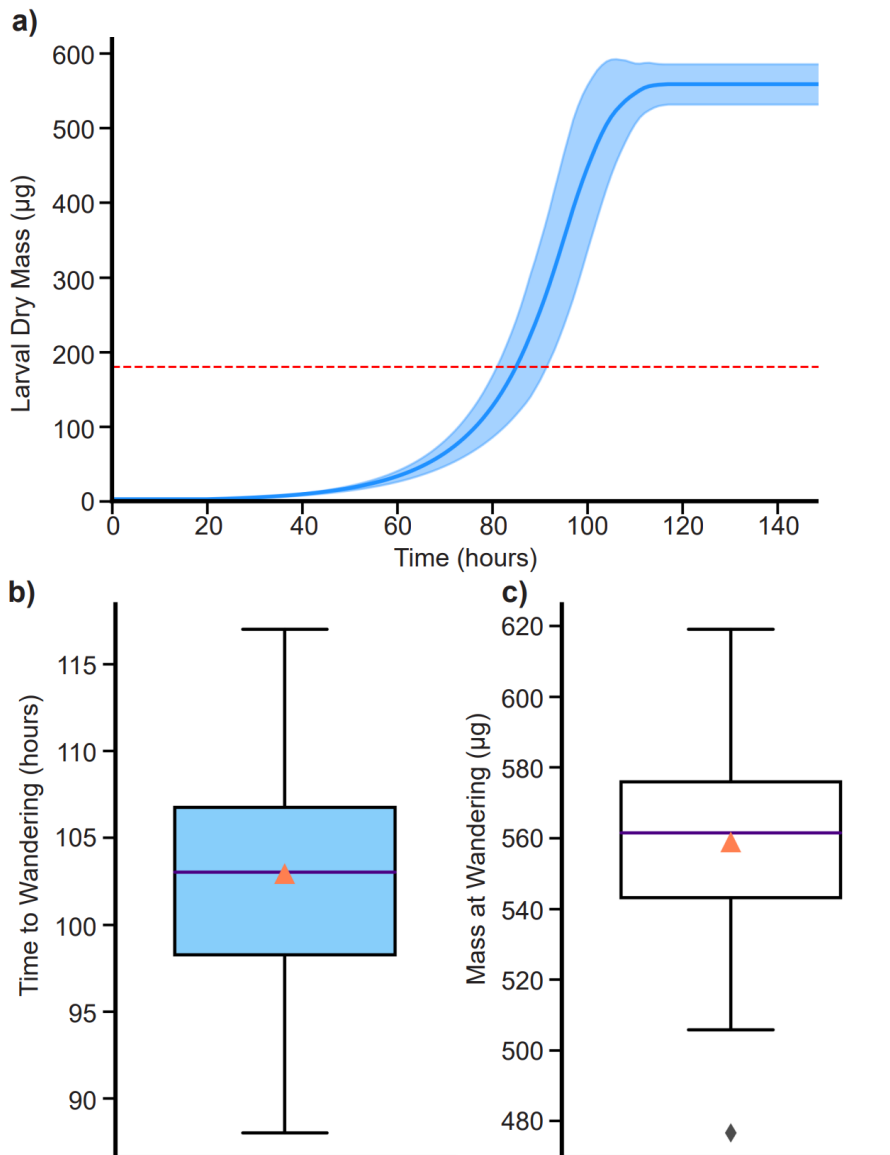 a)
Larval Dry Mass (µg)
600
500
400
300
200
100
0
0 20 40 60 80 100 120 140
Time (hours)
b)
Time to Wandering (hours)
115
110
105
100
95
90
c)
Mass at Wandering (µg)
620
600
580
560
540
520
500
480